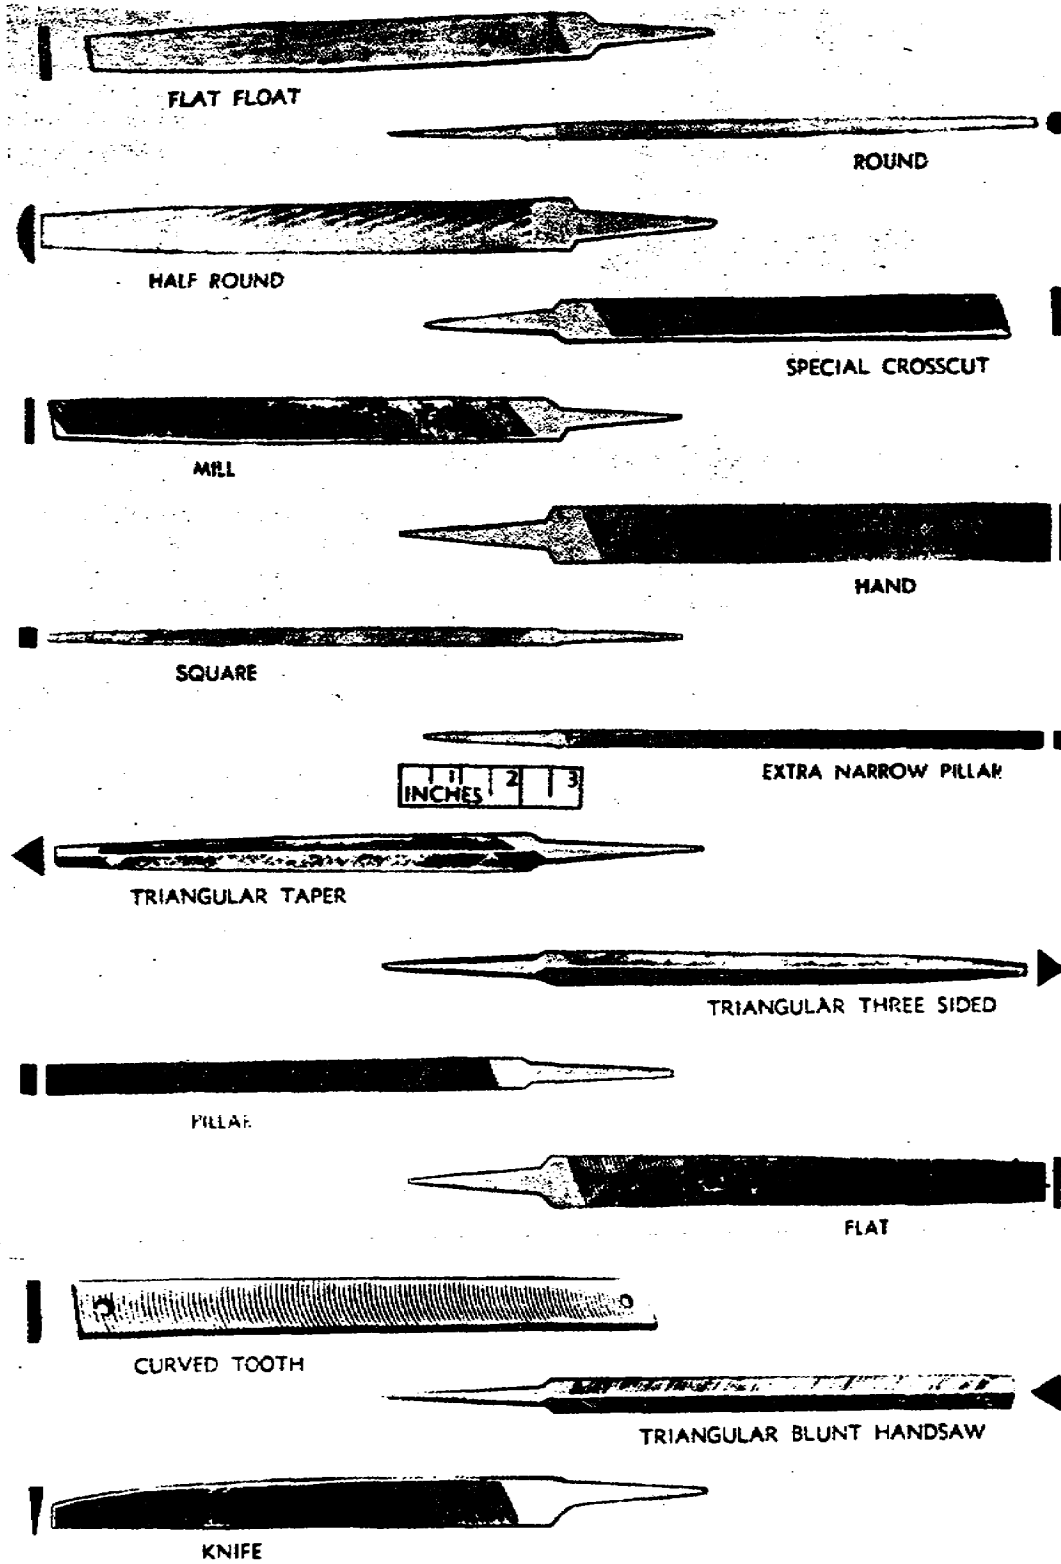 FLAT FLOAT
ROUND
HALF ROUND
SPECIAL CROSSCUT
MILL
HAND
SQUARE
EXTRA NARROW PILLAR
1 2 3
INCHES
TRIANGULAR TAPER
TRIANGULAR THREE SIDED
PILLAR
FLAT
CURVED TOOTH
TRIANGULAR BLUNT HANDSAW
KNIFE